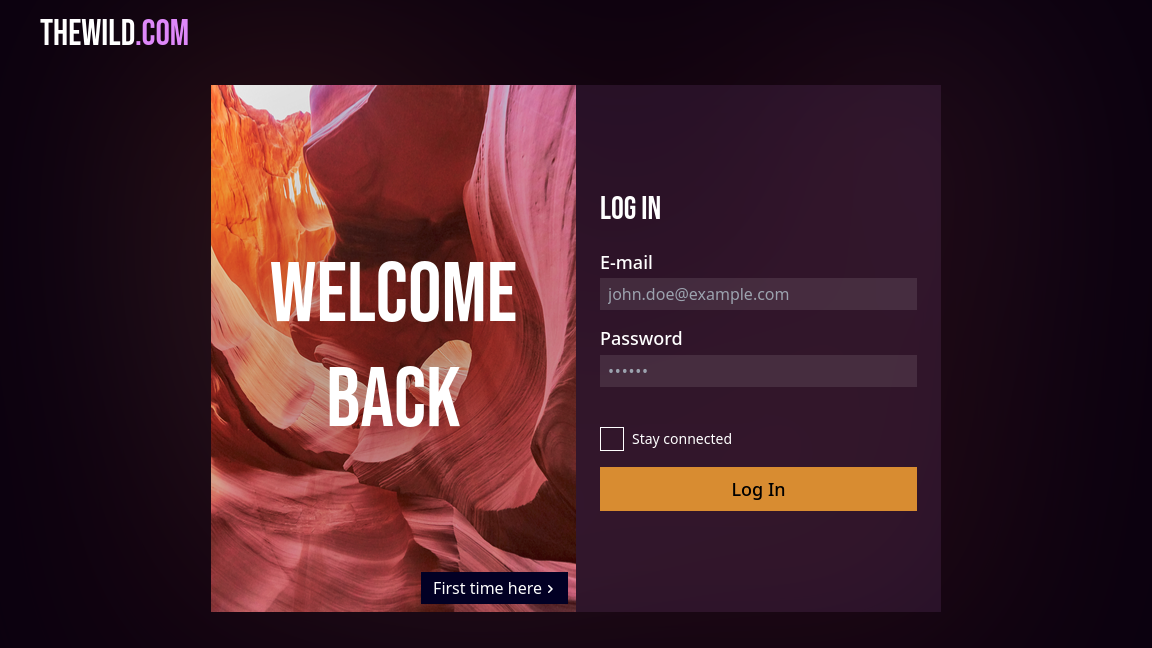 THEWILD.COM
WELCOME
BACK
First time here
LOG IN
E-mail
john.doe@example.com
Password
••••••
Stay connected
Log In